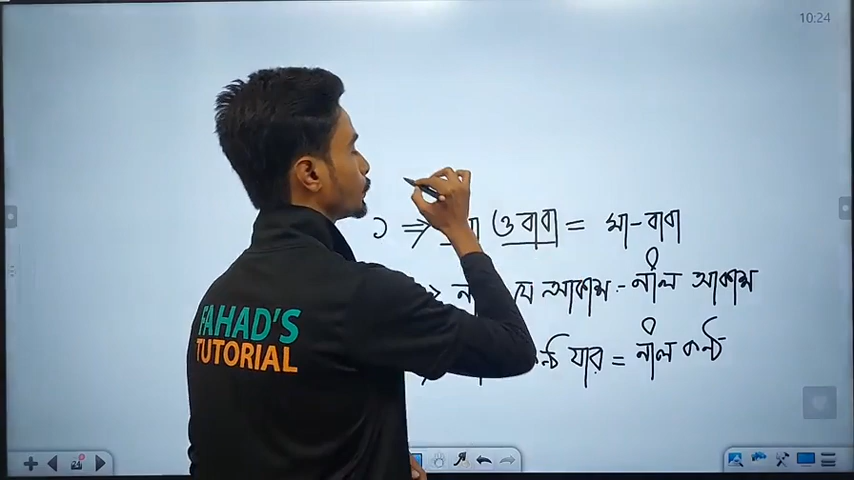 10:24
১ ⇒ ও বাবা = মা-বাবা
যে আকাশ :- নীল আকাশ
যার = নীল কন্ঠ
FAHAD'S
TUTORIAL